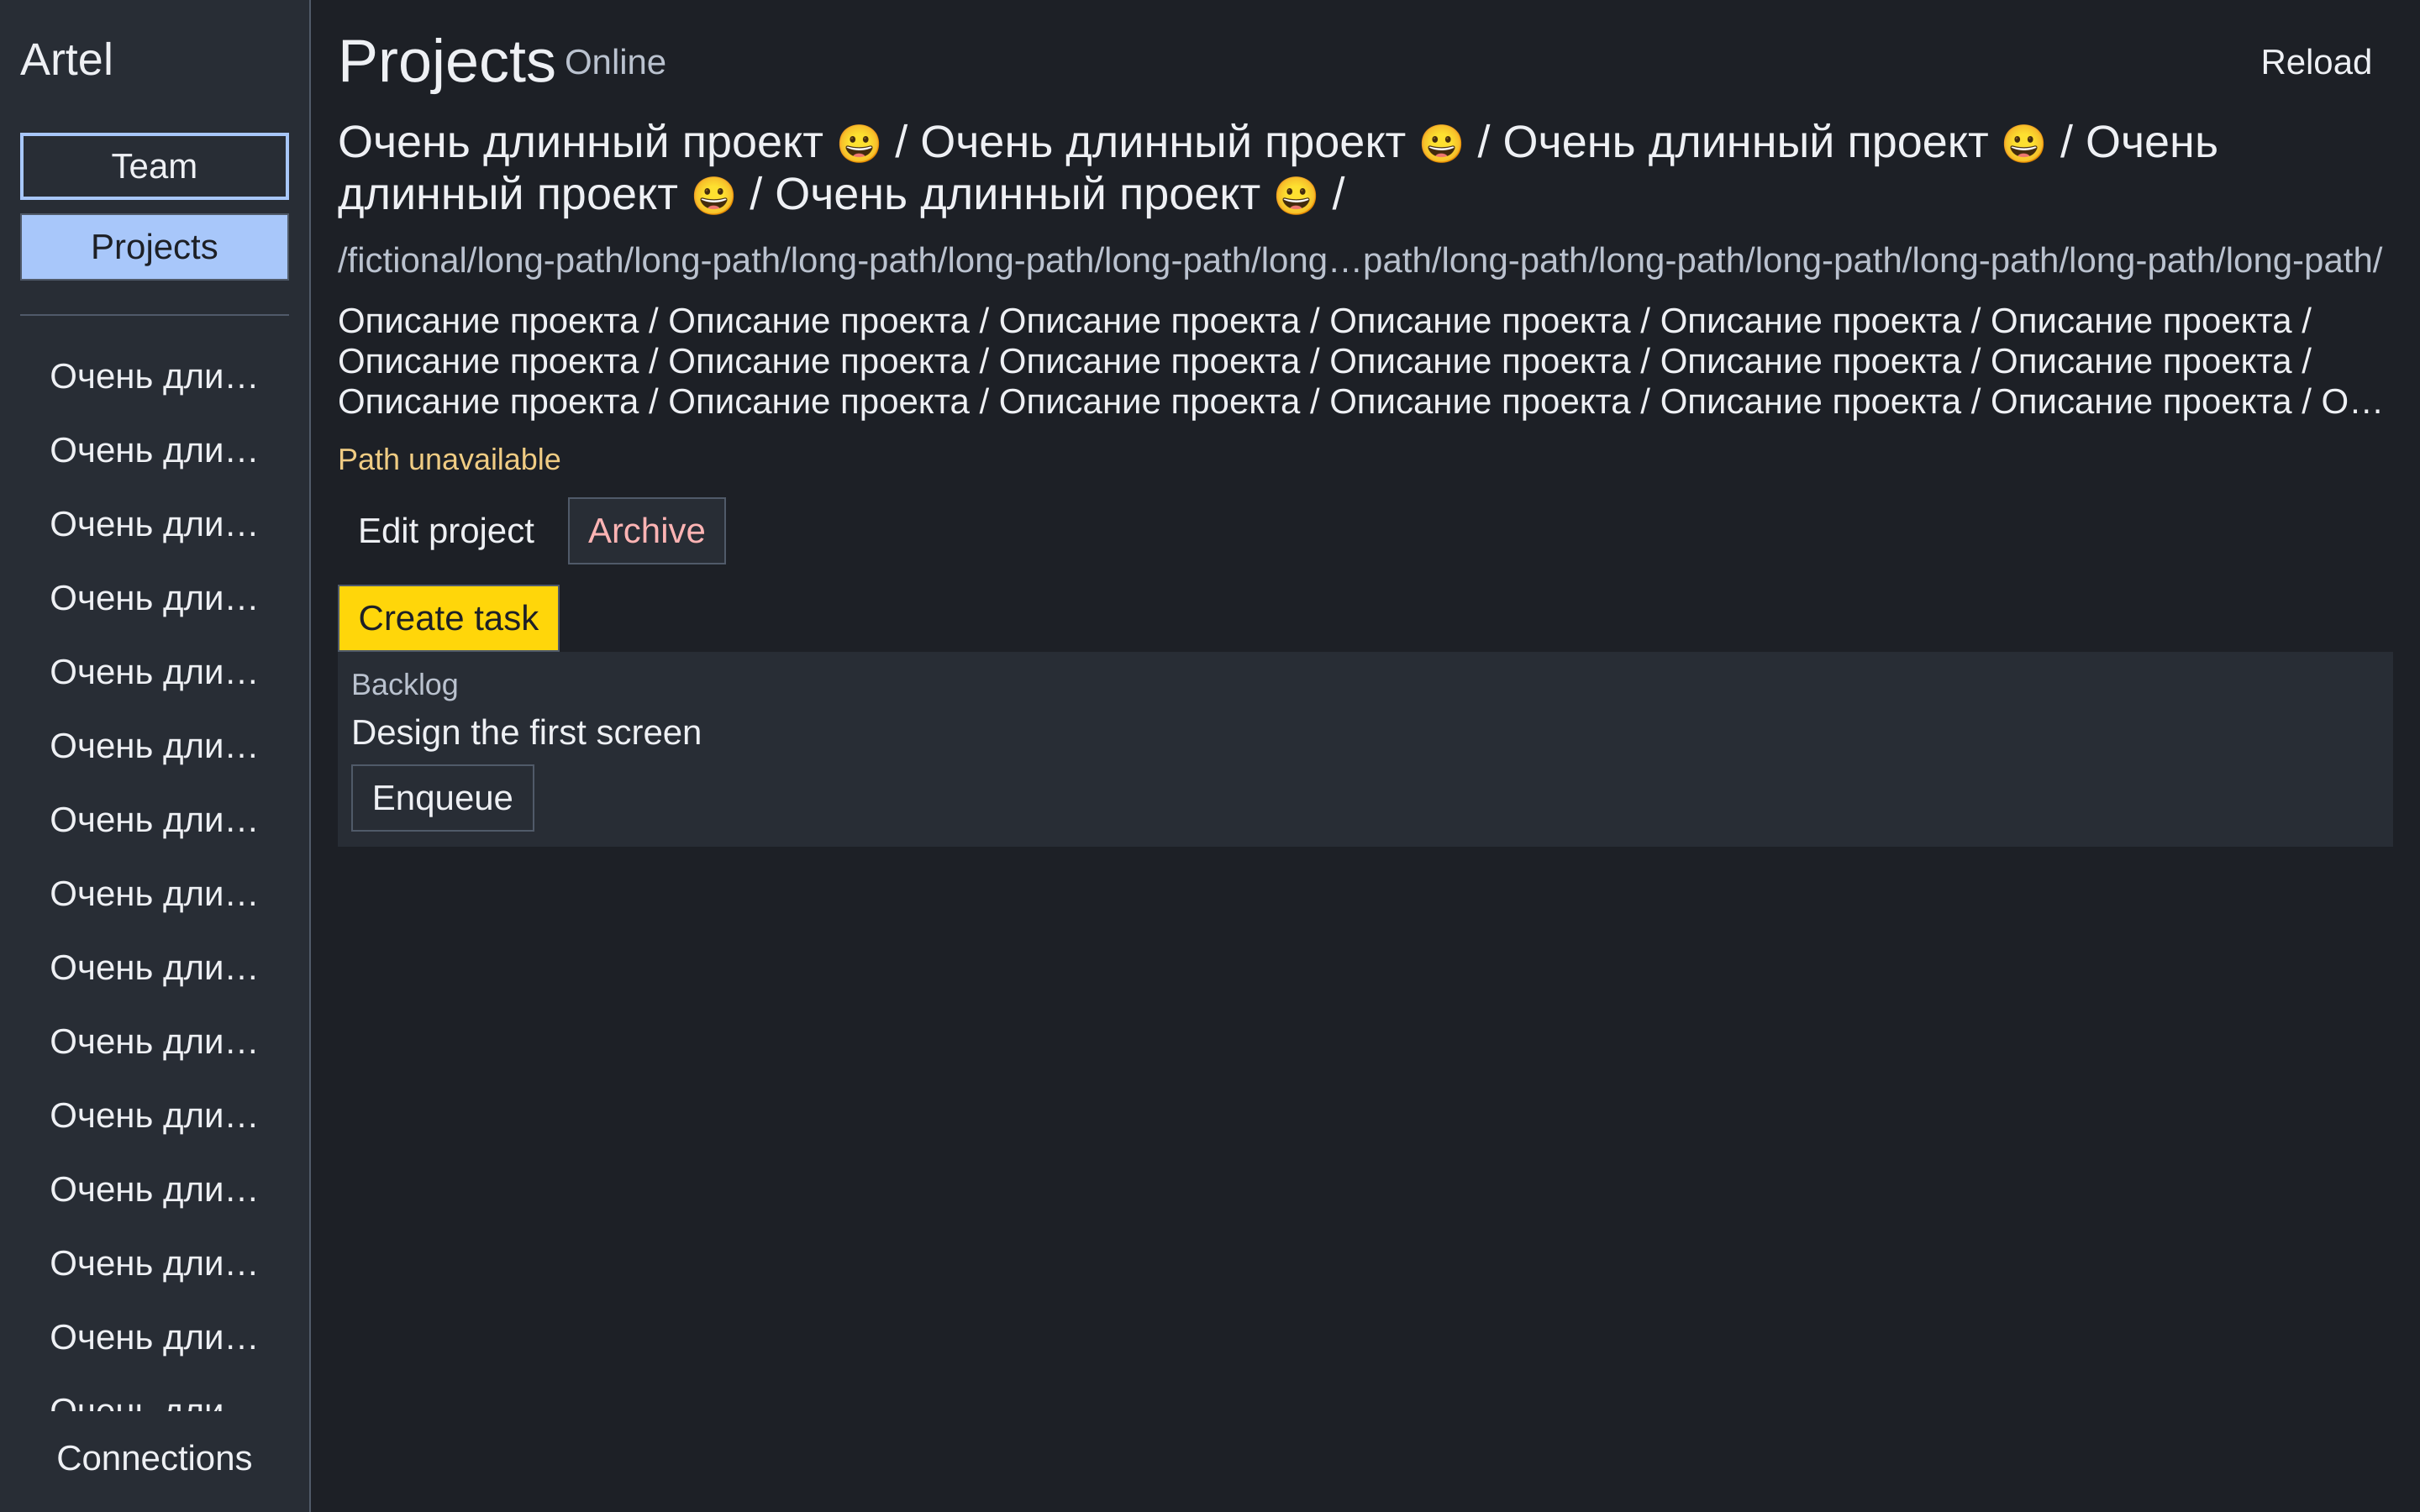 Artel
Team
Projects
Очень дли…
Очень дли…
Очень дли…
Очень дли…
Очень дли…
Очень дли…
Очень дли…
Очень дли…
Очень дли…
Очень дли…
Очень дли…
Очень дли…
Очень дли…
Очень дли…
Connections
Projects Online
Reload
Очень длинный проект 😀 / Очень длинный проект 😀 / Очень длинный проект 😀 / Очень
длинный проект 😀 / Очень длинный проект 😀 /
/fictional/long-path/long-path/long-path/long-path/long-path/long…path/long-path/long-path/long-path/long-path/long-path/long-path/
Описание проекта / Описание проекта / Описание проекта / Описание проекта / Описание проекта / Описание проекта /
Описание проекта / Описание проекта / Описание проекта / Описание проекта / Описание проекта / Описание проекта /
Описание проекта / Описание проекта / Описание проекта / Описание проекта / Описание проекта / Описание проекта / О…
Path unavailable
Edit project
Archive
Create task
Backlog
Design the first screen
Enqueue